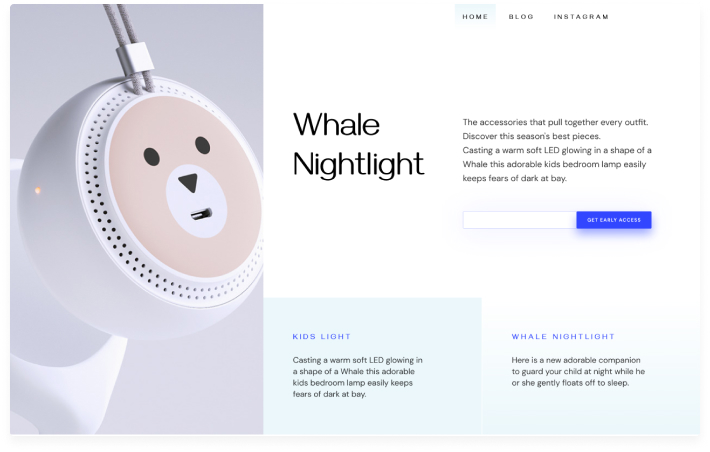 HOME BLOG INSTAGRAM
Whale
Nightlight
The accessories that pull together every outfit.
Discover this season's best pieces.
Casting a warm soft LED glowing in a shape of a
Whale this adorable kids bedroom lamp easily
keeps fears of dark at bay.
GET EARLY ACCESS
KIDS LIGHT
Casting a warm soft LED glowing in
a shape of a Whale this adorable
kids bedroom lamp easily keeps
fears of dark at bay.
WHALE NIGHTLIGHT
Here is a new adorable companion
to guard your child at night while he
or she gently floats off to sleep.